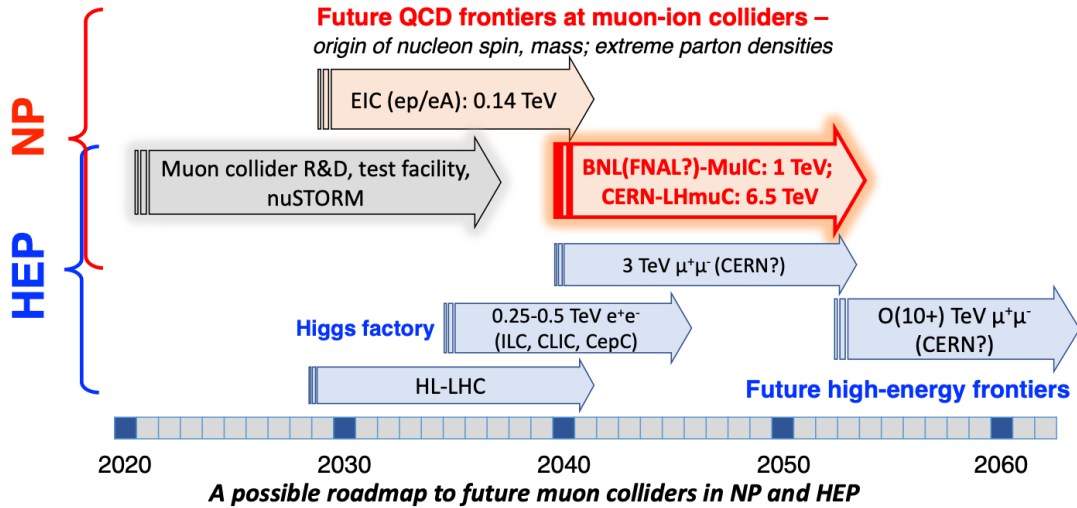 Future QCD frontiers at muon-ion colliders –
origin of nucleon spin, mass; extreme parton densities
NP
EIC (ep/eA): 0.14 TeV
Muon collider R&D, test facility,
nuSTORM
BNL(FNAL?)-MuIC: 1 TeV;
CERN-LHmuC: 6.5 TeV
HEP
3 TeV μ⁺μ⁻ (CERN?)
Higgs factory
0.25-0.5 TeV e⁺e⁻
(ILC, CLIC, CepC)
O(10+) TeV μ⁺μ⁻
(CERN?)
HL-LHC
Future high-energy frontiers
2020 2030 2040 2050 2060
A possible roadmap to future muon colliders in NP and HEP